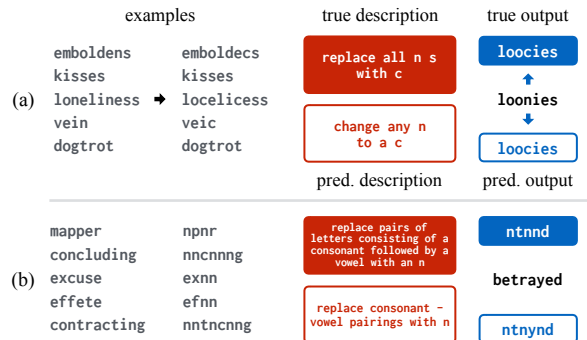 examples true description true output
emboldens emboldecs
kisses kisses
(a) loneliness → locelicess
vein veic
dogtrot dogtrot
replace all n s
with c
change any n
to a c
loocies
loonies
loocies
pred. description pred. output
(b)
mapper npnr
concluding nncnnng
excuse exnn
effete efnn
contracting nntncnng
replace pairs of
letters consisting of a
consonant followed by a
vowel with an n
replace consonant –
vowel pairings with n
ntnnd
betrayed
ntnynd